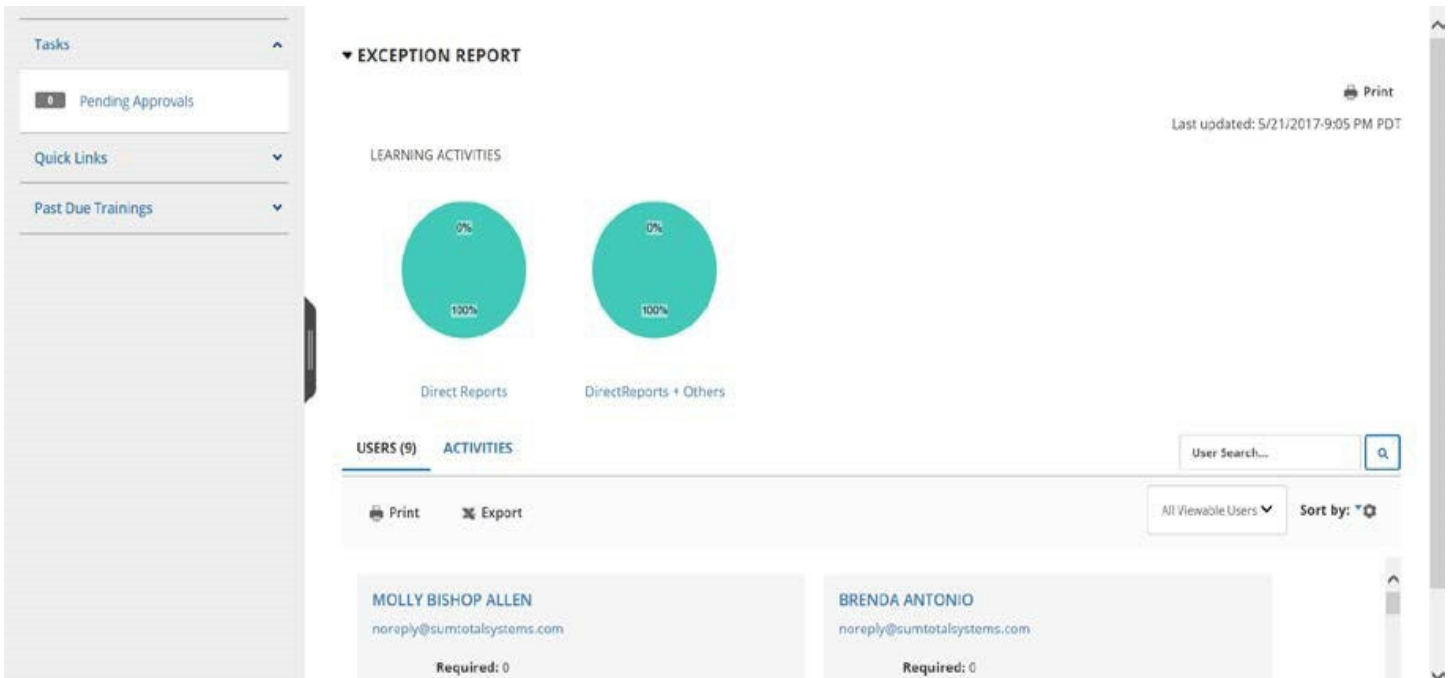 Tasks
0 Pending Approvals
Quick Links
Past Due Trainings
EXCEPTION REPORT
Print
Last updated: 5/21/2017-9:05 PM PDT
LEARNING ACTIVITIES
0%
100%
Direct Reports
0%
100%
DirectReports + Others
USERS (9) ACTIVITIES
User Search...
Print Export
All Viewable Users Sort by:
MOLLY BISHOP ALLEN
noreply@sumtotalsystems.com
Required: 0
BRENDA ANTONIO
noreply@sumtotalsystems.com
Required: 0